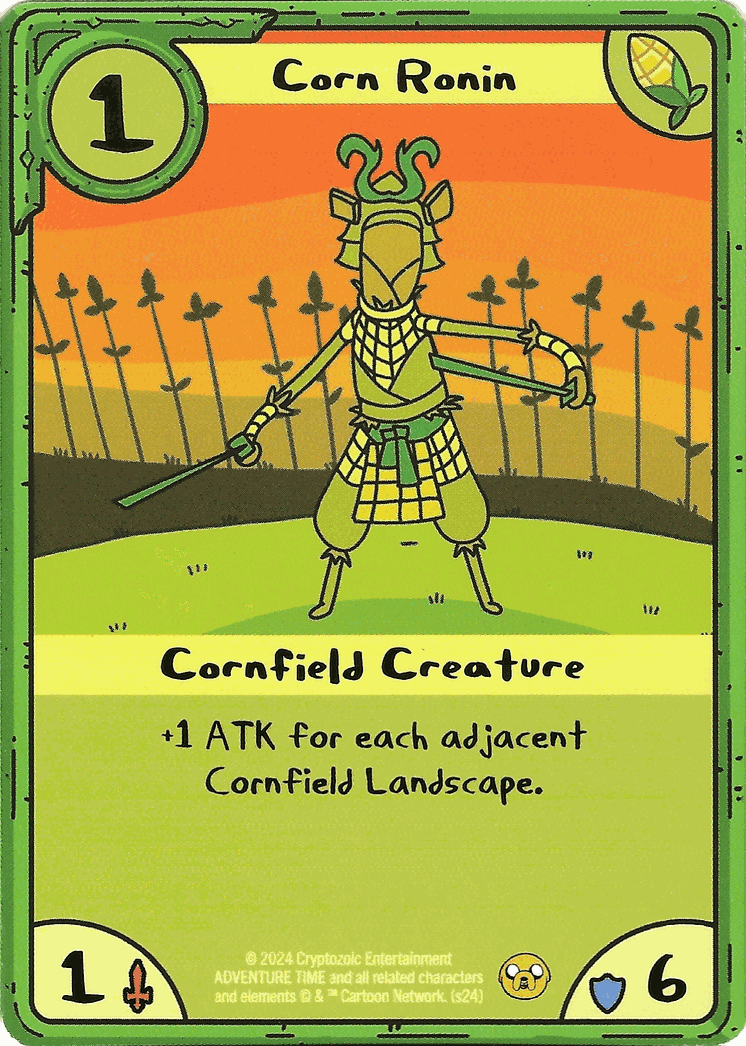 1
Corn Ronin
Cornfield Creature
+1 ATK for each adjacent
Cornfield Landscape.
1
© 2024 Cryptozoic Entertainment
ADVENTURE TIME and all related characters
and elements © & ™ Cartoon Network. (s24)
6